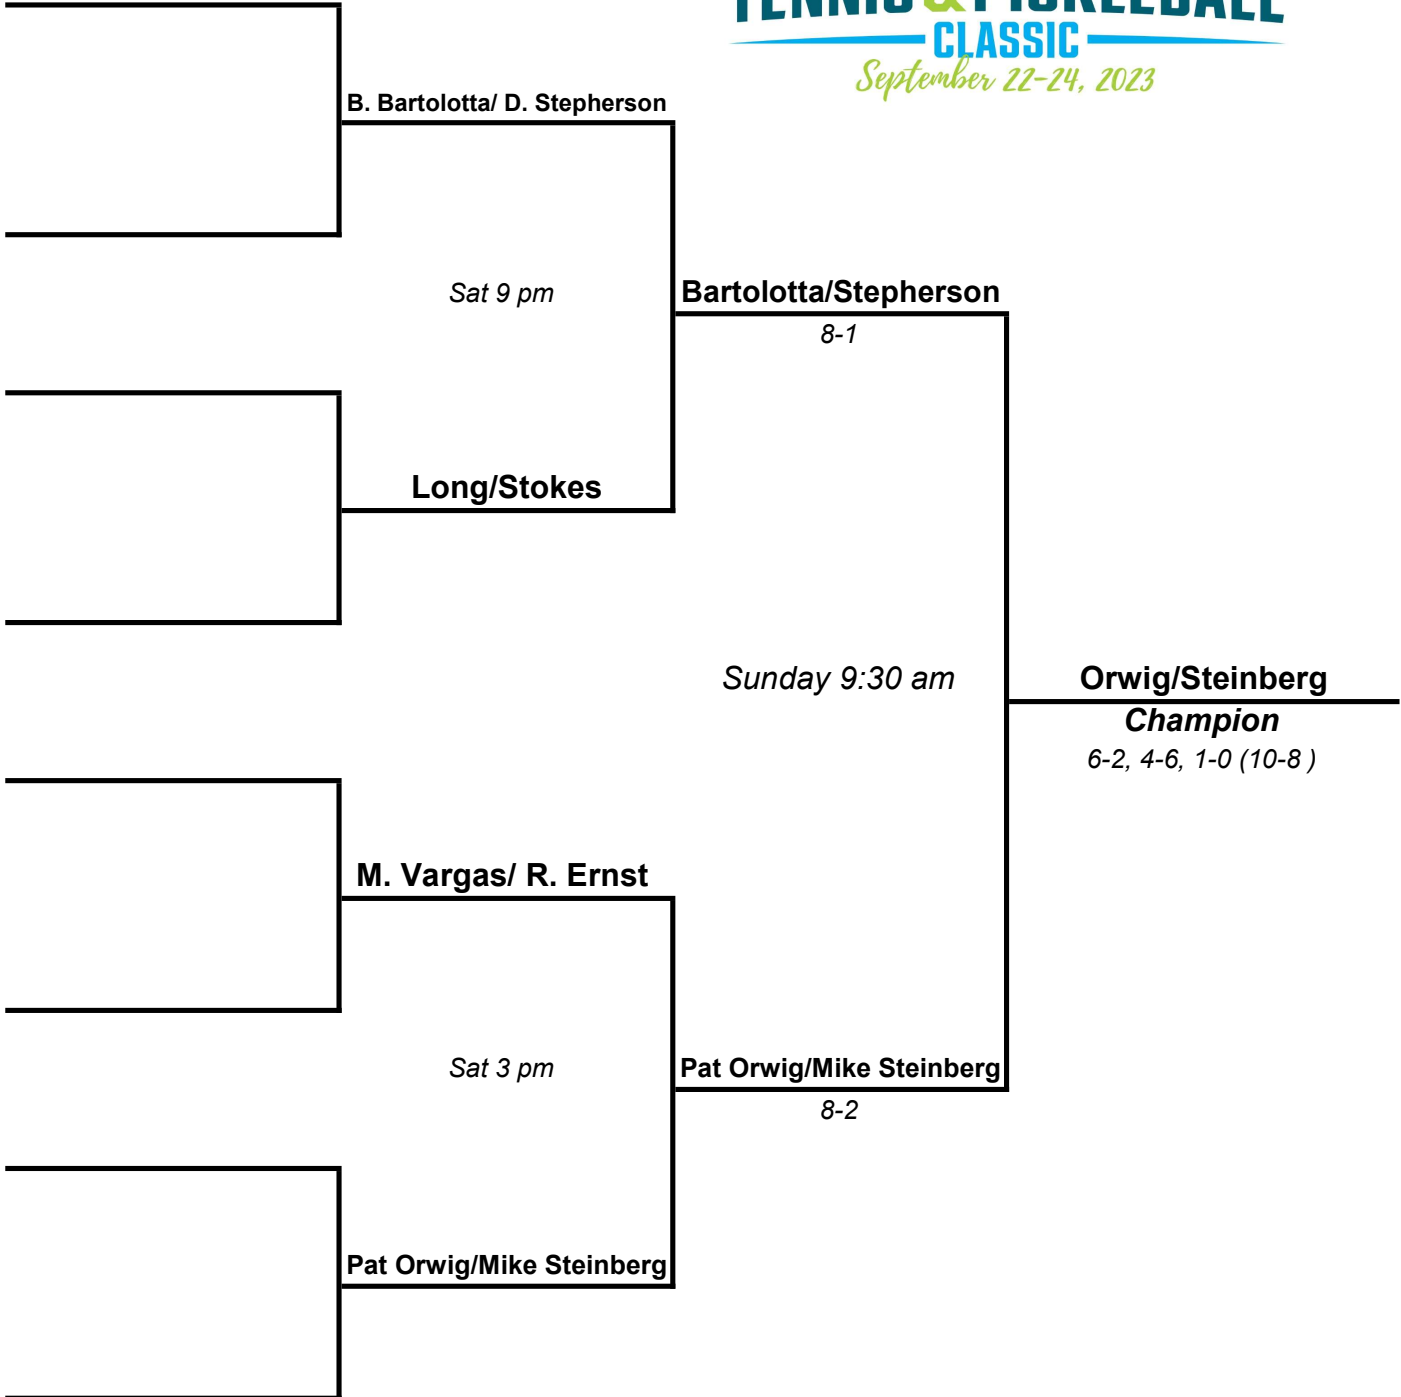 TENNIS & PICKLEBALL
CLASSIC
September 22-24, 2023
B. Bartolotta/ D. Stepherson
Sat 9 pm
Bartolotta/Stepherson
8-1
Long/Stokes
Sunday 9:30 am
Orwig/Steinberg
Champion
6-2, 4-6, 1-0 (10-8 )
M. Vargas/ R. Ernst
Sat 3 pm
Pat Orwig/Mike Steinberg
8-2
Pat Orwig/Mike Steinberg